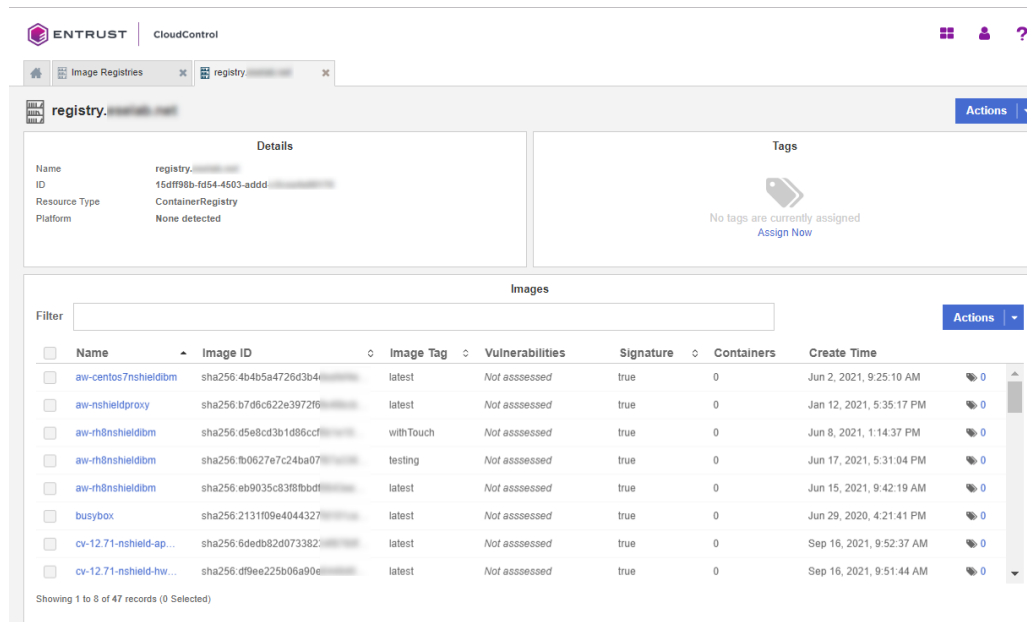 ENTRUST CloudControl
?
Image Registries registry.
registry.
Actions
Details
Name registry.
ID 15dff98b-fd54-4503-addd
Resource Type ContainerRegistry
Platform None detected
Tags
No tags are currently assigned
Assign Now
Images
Filter
Actions
Name Image ID Image Tag Vulnerabilities Signature Containers Create Time
aw-centos7nshieldibm sha256:4b4b5a4726d3b4 latest Not asssessed true 0 Jun 2, 2021, 9:25:10 AM 0
aw-nshieldproxy sha256:b7d6c622e3972f6 latest Not asssessed true 0 Jan 12, 2021, 5:35:17 PM 0
aw-rh8nshieldibm sha256:d5e8cd3b1d86ccf withTouch Not asssessed true 0 Jun 8, 2021, 1:14:37 PM 0
aw-rh8nshieldibm sha256:fb0627e7c24ba07 testing Not asssessed true 0 Jun 17, 2021, 5:31:04 PM 0
aw-rh8nshieldibm sha256:eb9035c83f8fbbdf latest Not asssessed true 0 Jun 15, 2021, 9:42:19 AM 0
busybox sha256:2131f09e4044327 latest Not asssessed true 0 Jun 29, 2020, 4:21:41 PM 0
cv-12.71-nshield-ap... sha256:6dedb82d073382 latest Not asssessed true 0 Sep 16, 2021, 9:52:37 AM 0
cv-12.71-nshield-hw... sha256:df9ee225b06a90e latest Not asssessed true 0 Sep 16, 2021, 9:51:44 AM 0
Showing 1 to 8 of 47 records (0 Selected)